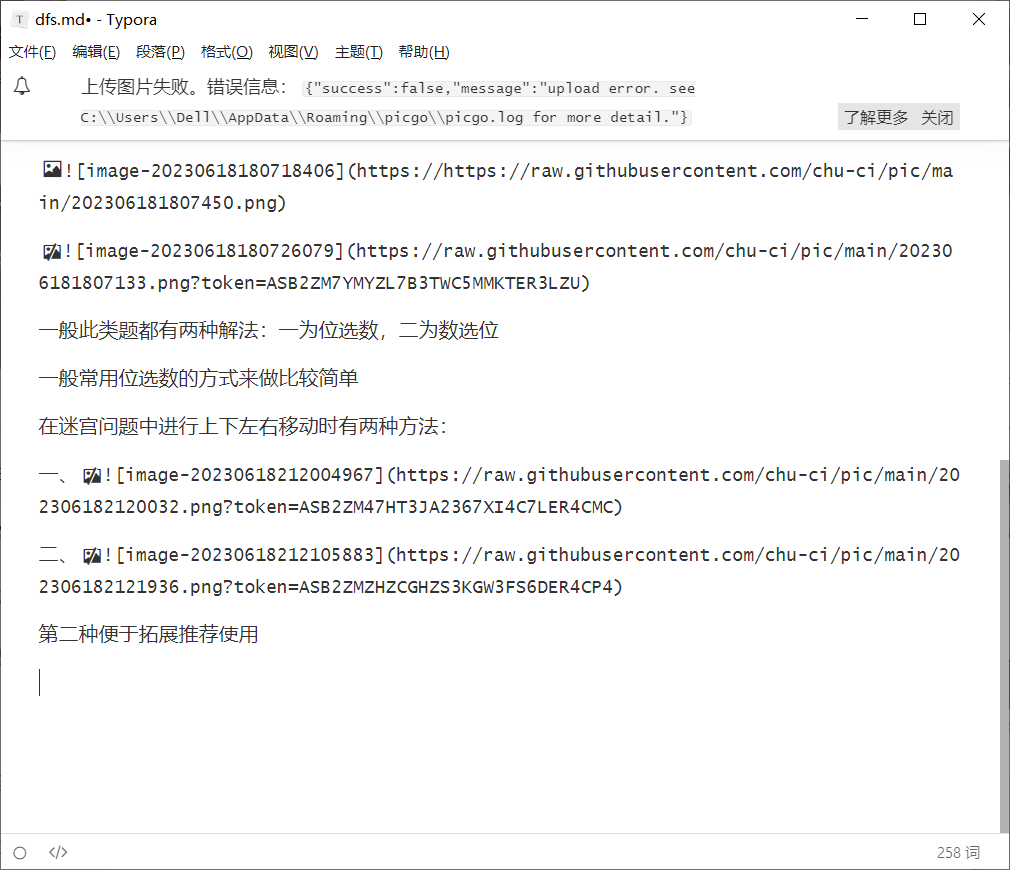 dfs.md• - Typora
文件(F) 编辑(E) 段落(P) 格式(O) 视图(V) 主题(T) 帮助(H)
上传图片失败。错误信息： {"success":false,"message":"upload error. see
C:\\Users\\Dell\\AppData\\Roaming\\picgo\\picgo.log for more detail."}
了解更多 关闭
![image-20230618180718406](https://https://raw.githubusercontent.com/chu-ci/pic/ma
in/202306181807450.png)
![image-20230618180726079](https://raw.githubusercontent.com/chu-ci/pic/main/20230
6181807133.png?token=ASB2ZM7YMYZL7B3TWC5MMKTER3LZU)
一般此类题都有两种解法：一为位选数，二为数选位
一般常用位选数的方式来做比较简单
在迷宫问题中进行上下左右移动时有两种方法：
一、![image-20230618212004967](https://raw.githubusercontent.com/chu-ci/pic/main/20
2306182120032.png?token=ASB2ZM47HT3JA2367XI4C7LER4CMC)
二、![image-20230618212105883](https://raw.githubusercontent.com/chu-ci/pic/main/20
2306182121936.png?token=ASB2ZMZHZCGHZS3KGW3FS6DER4CP4)
第二种便于拓展推荐使用
258 词